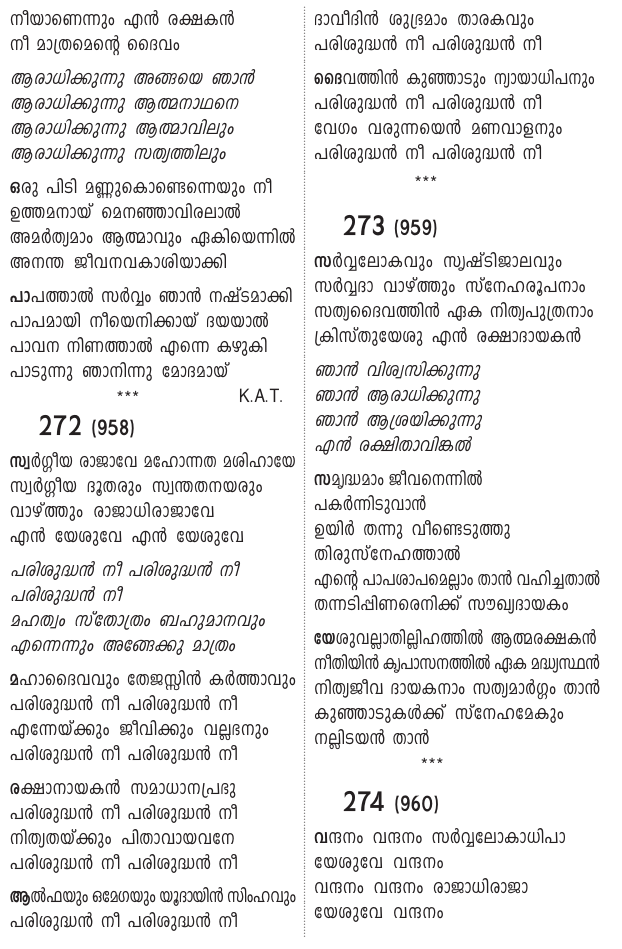 നീയാണെന്നും എൻ രക്ഷകൻ
നീ മാത്രമെന്റെ ദൈവം
ആരാധിക്കുന്നു അങ്ങയെ ഞാൻ
ആരാധിക്കുന്നു ആത്മനാഥനെ
ആരാധിക്കുന്നു ആത്മാവിലും
ആരാധിക്കുന്നു സത്യത്തിലും
ഒരു പിടി മണ്ണുകൊണ്ടെന്നെയും നീ
ഉത്തമനായ് മെനഞ്ഞാവിരലാൽ
അമർത്യമാം ആത്മാവും ഏകിയെന്നിൽ
അനന്ത ജീവനവകാശിയാക്കി
പാപത്താൽ സർവ്വം ഞാൻ നഷ്ടമാക്കി
പാപമായി നീയെനിക്കായ് ദയയാൽ
പാവന നിണത്താൽ എന്നെ കഴുകി
പാടുന്നു ഞാനിന്നു മോദമായ്
*** K.A.T.
272 (958)
സ്വർഗ്ഗീയ രാജാവേ മഹോന്നത മശിഹായേ
സ്വർഗ്ഗീയ ദൂതരും സ്വന്തതനയരും
വാഴ്ത്തും രാജാധിരാജാവേ
എൻ യേശുവേ എൻ യേശുവേ
പരിശുദ്ധൻ നീ പരിശുദ്ധൻ നീ
പരിശുദ്ധൻ നീ
മഹത്വം സ്തോത്രം ബഹുമാനവും
എന്നെന്നും അങ്ങേക്കു മാത്രം
മഹാദൈവവും തേജസ്സിൻ കർത്താവും
പരിശുദ്ധൻ നീ പരിശുദ്ധൻ നീ
എന്നേയ്ക്കും ജീവിക്കും വല്ലഭനും
പരിശുദ്ധൻ നീ പരിശുദ്ധൻ നീ
രക്ഷാനായകൻ സമാധാനപ്രഭു
പരിശുദ്ധൻ നീ പരിശുദ്ധൻ നീ
നിത്യതയ്ക്കും പിതാവായവനേ
പരിശുദ്ധൻ നീ പരിശുദ്ധൻ നീ
ആൽഫയും ഒമേഗയും യൂദായിൻ സിംഹവും
പരിശുദ്ധൻ നീ പരിശുദ്ധൻ നീ
ദാവീദിൻ ശുഭ്രമാം താരകവും
പരിശുദ്ധൻ നീ പരിശുദ്ധൻ നീ
ദൈവത്തിൻ കുഞ്ഞാടും ന്യായാധിപനും
പരിശുദ്ധൻ നീ പരിശുദ്ധൻ നീ
വേഗം വരുന്നയെൻ മണവാളനും
പരിശുദ്ധൻ നീ പരിശുദ്ധൻ നീ
***
273 (959)
സർവ്വലോകവും സൃഷ്ടിജാലവും
സർവ്വദാ വാഴ്ത്തും സ്നേഹരൂപനാം
സത്യദൈവത്തിൻ ഏക നിത്യപുത്രനാം
ക്രിസ്തുയേശു എൻ രക്ഷാദായകൻ
ഞാൻ വിശ്വസിക്കുന്നു
ഞാൻ ആരാധിക്കുന്നു
ഞാൻ ആശ്രയിക്കുന്നു
എൻ രക്ഷിതാവിങ്കൽ
സമൃദ്ധമാം ജീവനെന്നിൽ
പകർന്നിടുവാൻ
ഉയിർ തന്നു വീണ്ടെടുത്തു
തിരുസ്നേഹത്താൽ
എന്റെ പാപശാപമെല്ലാം താൻ വഹിച്ചതാൽ
തന്നടിപ്പിണരെനിക്ക് സൗഖ്യദായകം
യേശുവല്ലാതില്ലിഹത്തിൽ ആത്മരക്ഷകൻ
നീതിയിൻ കൃപാസനത്തിൽ ഏക മദ്ധ്യസ്ഥൻ
നിത്യജീവ ദായകനാം സത്യമാർഗ്ഗം താൻ
കുഞ്ഞാടുകൾക്ക് സ്നേഹമേകും
നല്ലിടയൻ താൻ
***
274 (960)
വന്ദനം വന്ദനം സർവ്വലോകാധിപാ
യേശുവേ വന്ദനം
വന്ദനം വന്ദനം രാജാധിരാജാ
യേശുവേ വന്ദനം